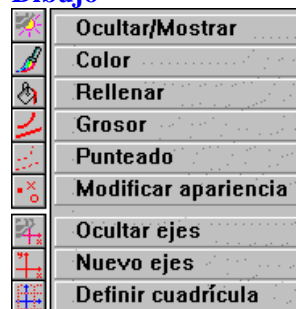 Dibujo
Ocultar/Mostrar
Color
Rellenar
Grosor
Punteado
Modificar apariencia
Ocultar ejes
Nuevo ejes
Definir cuadrícula